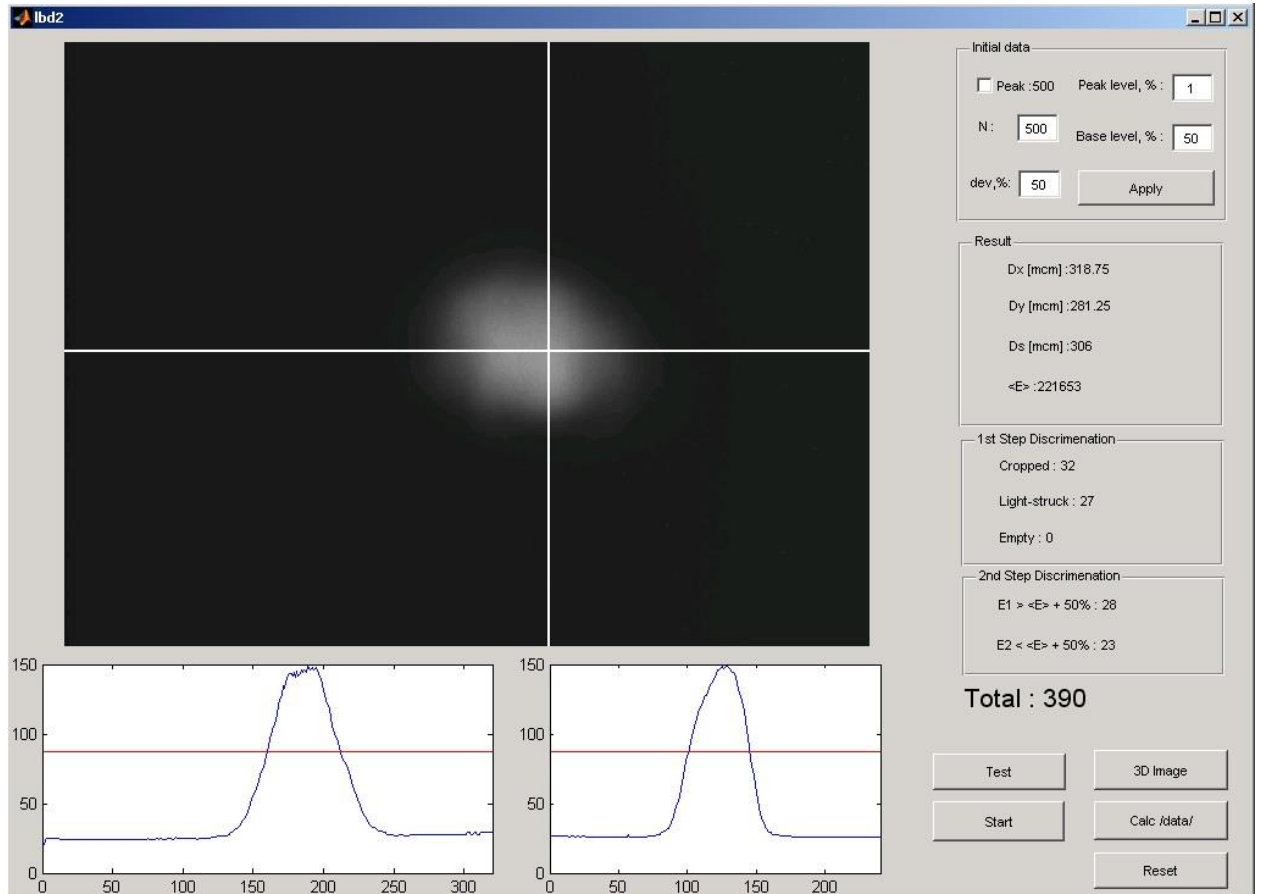 lbd2
Initial data
Peak :500 Peak level, % : 1
N : 500 Base level, % : 50
dev,%: 50 Apply
Result
Dx [mcm] :318.75
Dy [mcm] :281.25
Ds [mcm] :306
<E> :221653
1st Step Discrimenation
Cropped : 32
Light-struck : 27
Empty : 0
2nd Step Discrimenation
E1 > <E> + 50% : 28
E2 < <E> + 50% : 23
Total : 390
Test 3D Image
Start Calc /data/
Reset
150
100
50
0
0 50 100 150 200 250 300
150
100
50
0
0 50 100 150 200